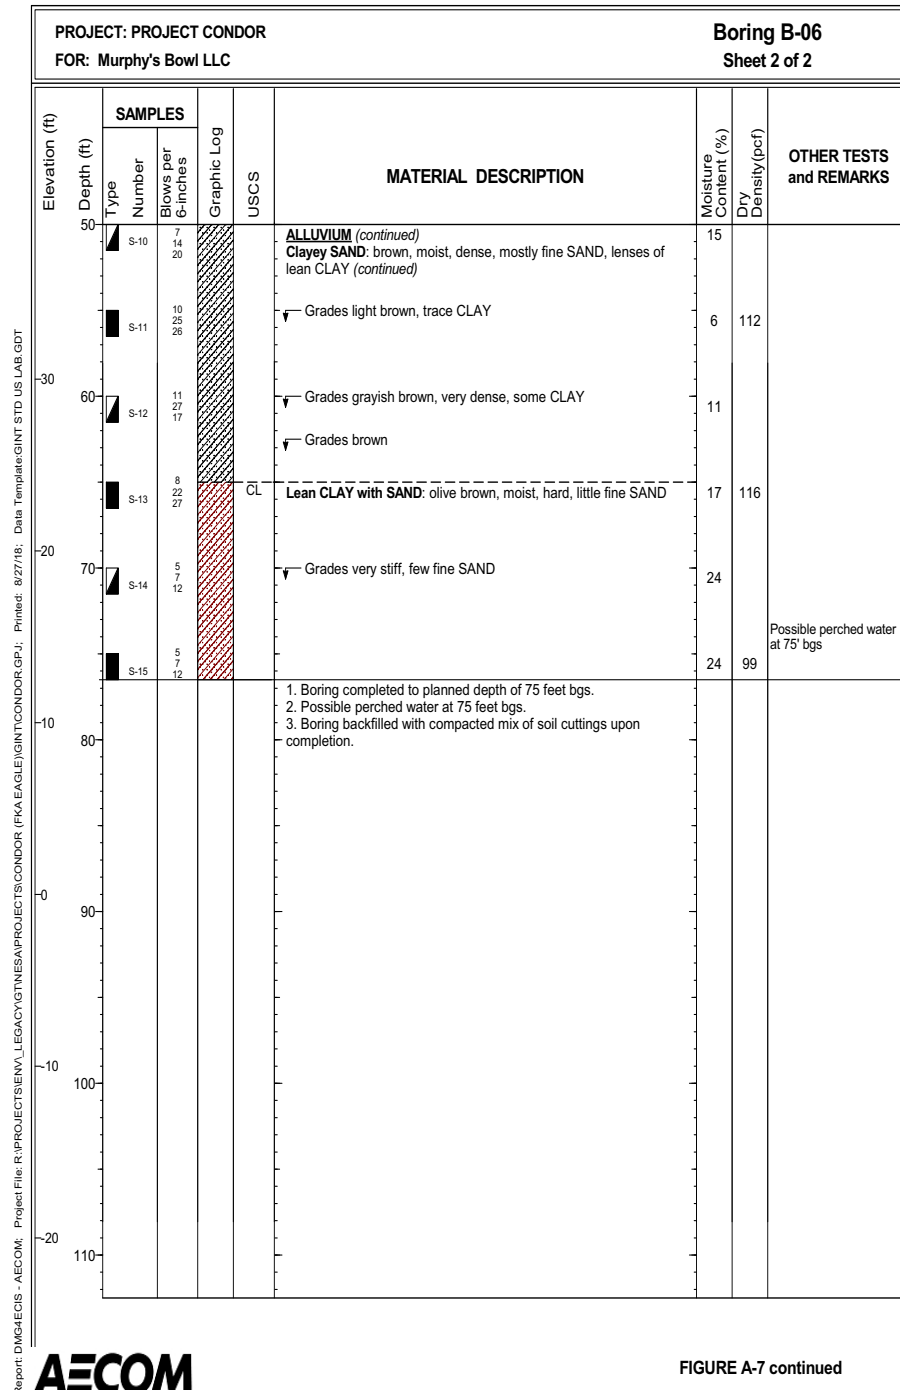 PROJECT: PROJECT CONDOR
FOR: Murphy's Bowl LLC
Boring B-06
Sheet 2 of 2
Elevation (ft)
Depth (ft)
SAMPLES
Type
Number
Blows per
6-inches
Graphic Log
USCS
MATERIAL DESCRIPTION
Moisture
Content (%)
Dry
Density(pcf)
OTHER TESTS
and REMARKS
50
S-10
7
14
20
ALLUVIUM (continued)
Clayey SAND: brown, moist, dense, mostly fine SAND, lenses of
lean CLAY (continued)
15
S-11
10
25
26
Grades light brown, trace CLAY
6 112
30
60
S-12
11
27
17
Grades grayish brown, very dense, some CLAY
11
Grades brown
S-13
8
22
27
CL
Lean CLAY with SAND: olive brown, moist, hard, little fine SAND
17 116
20
70
S-14
5
7
12
Grades very stiff, few fine SAND
24
Possible perched water
at 75' bgs
S-15
5
7
12
24 99
1. Boring completed to planned depth of 75 feet bgs.
2. Possible perched water at 75 feet bgs.
3. Boring backfilled with compacted mix of soil cuttings upon
completion.
10
80
0
90
-10
100
-20
110
Report: DMG4ECIS - AECOM; Project File: R:\PROJECTS\ENV\_LEGACY\GT\NESA\PROJECTS\CONDOR (FKA EAGLE)\GINT\CONDOR.GPJ; Printed: 8/27/18; Data Template:GINT STD US LAB.GDT
AECOM
FIGURE A-7 continued